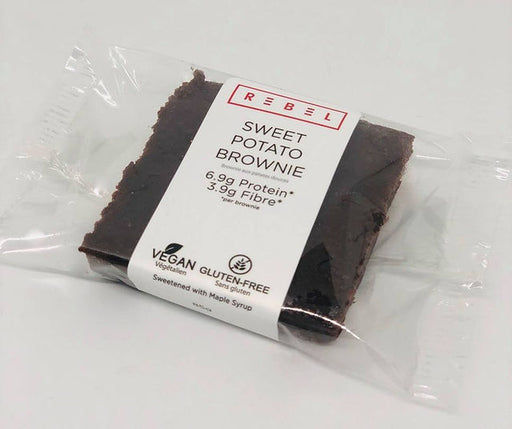 REBEL
SWEET
POTATO
BROWNIE
Brownie aux patates douces
6.9g Protein*
3.9g Fibre*
*per brownie
VEGAN
Végétalien
GLUTEN-FREE
Sans gluten
Sweetened with Maple Syrup